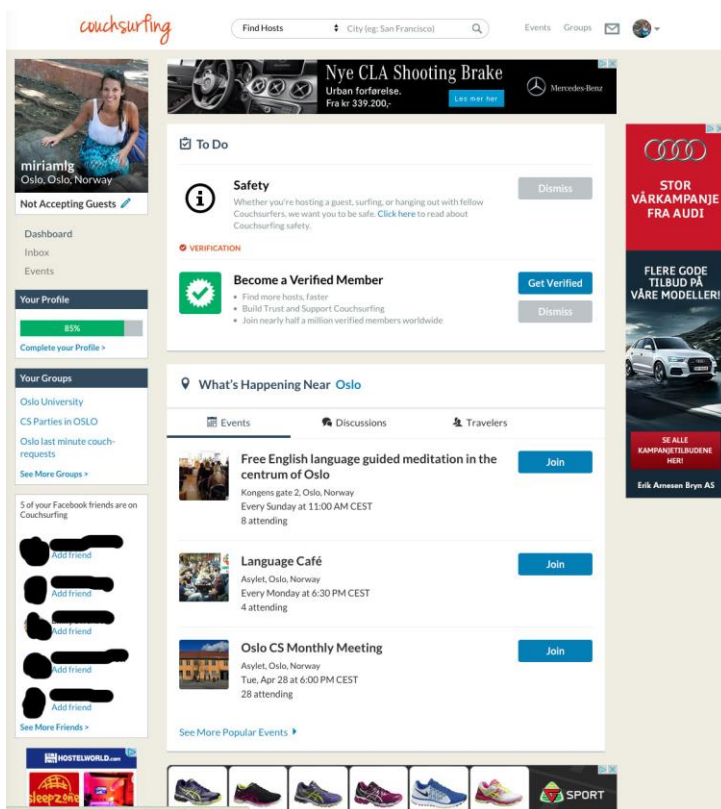 couchsurfing
Find Hosts
City (eg: San Francisco)
Events Groups
miriamlg
Oslo, Oslo, Norway
Not Accepting Guests
Dashboard
Inbox
Events
Your Profile
85%
Complete your Profile >
Your Groups
Oslo University
CS Parties in OSLO
Oslo last minute couch-
requests
See More Groups >
5 of your Facebook friends are on
Couchsurfing
Add friend
Add friend
Add friend
Add friend
Add friend
See More Friends >
HOSTELWORLD.com
sleepzone
Nye CLA Shooting Brake
Urban forførelse.
Fra kr 339.200,-
Les mer her
Mercedes-Benz
To Do
Safety
Whether you're hosting a guest, surfing, or hanging out with fellow
Couchsurfers, we want you to be safe. Click here to read about
Couchsurfing safety.
Dismiss
VERIFICATION
Become a Verified Member
• Find more hosts, faster
• Build Trust and Support Couchsurfing
• Join nearly half a million verified members worldwide
Get Verified
Dismiss
What's Happening Near Oslo
Events Discussions Travelers
Free English language guided meditation in the
centrum of Oslo
Kongens gate 2, Oslo, Norway
Every Sunday at 11:00 AM CEST
8 attending
Join
Language Café
Asylet, Oslo, Norway
Every Monday at 6:30 PM CEST
4 attending
Join
Oslo CS Monthly Meeting
Asylet, Oslo, Norway
Tue, Apr 28 at 6:00 PM CEST
28 attending
Join
See More Popular Events
SPORT
STOR
VÅRKAMPANJE
FRA AUDI
FLERE GODE
TILBUD PÅ
VÅRE MODELLER!
SE ALLE
KAMPANJETILBUDENE
HER!
Erik Arnesen Bryn AS